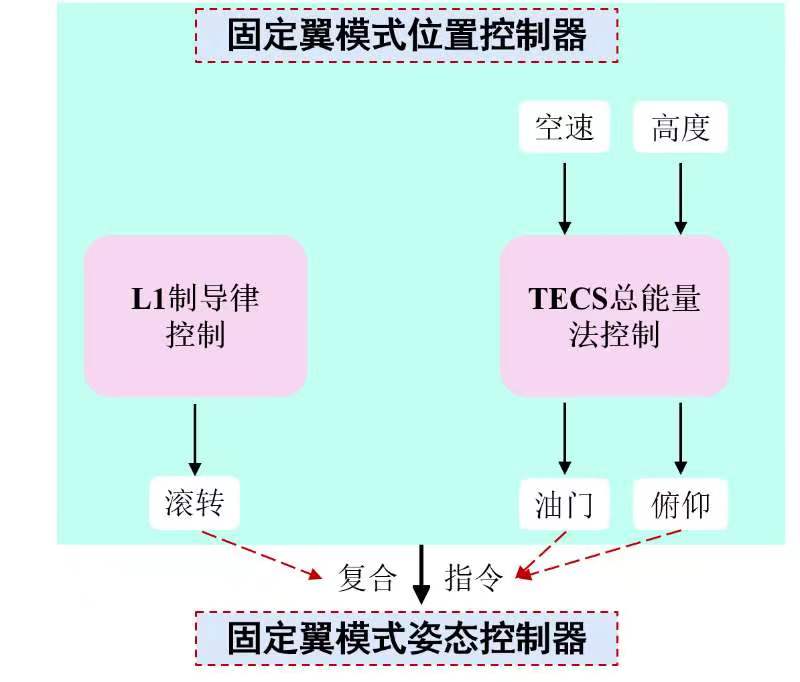 固定翼模式位置控制器
空速
高度
L1制导律
控制
TECS总能量
法控制
滚转
油门
俯仰
复合
指令
固定翼模式姿态控制器